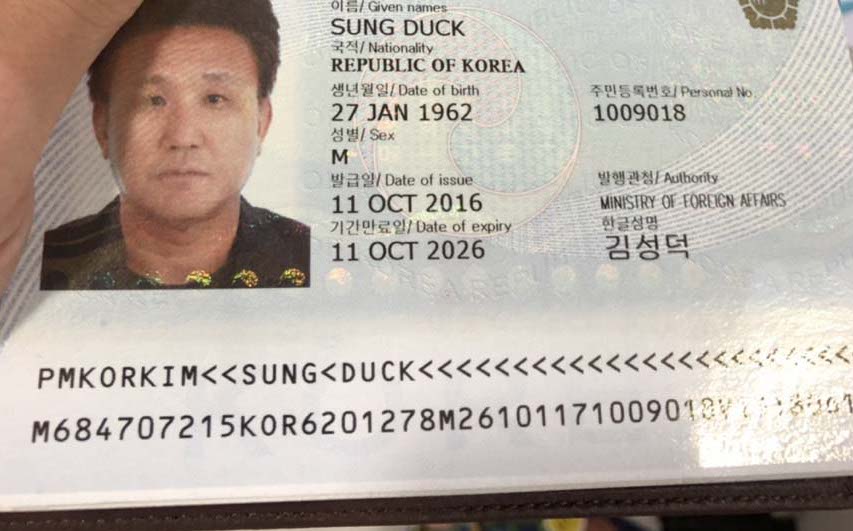 이름/ Given names
SUNG DUCK
국적/ Nationality
REPUBLIC OF KOREA
생년월일/ Date of birth
주민등록번호/ Personal No.
27 JAN 1962
1009018
성별/ Sex
M
발급일/ Date of issue
발행관청/ Authority
11 OCT 2016
MINISTRY OF FOREIGN AFFAIRS
기간만료일/ Date of expiry
한글성명
11 OCT 2026
김성덕
PMKORKIM<<SUNG<DUCK<<<<<<<<<<<<<<<<<<<<<<<<<
M684707215KOR6201278M26101171009018V